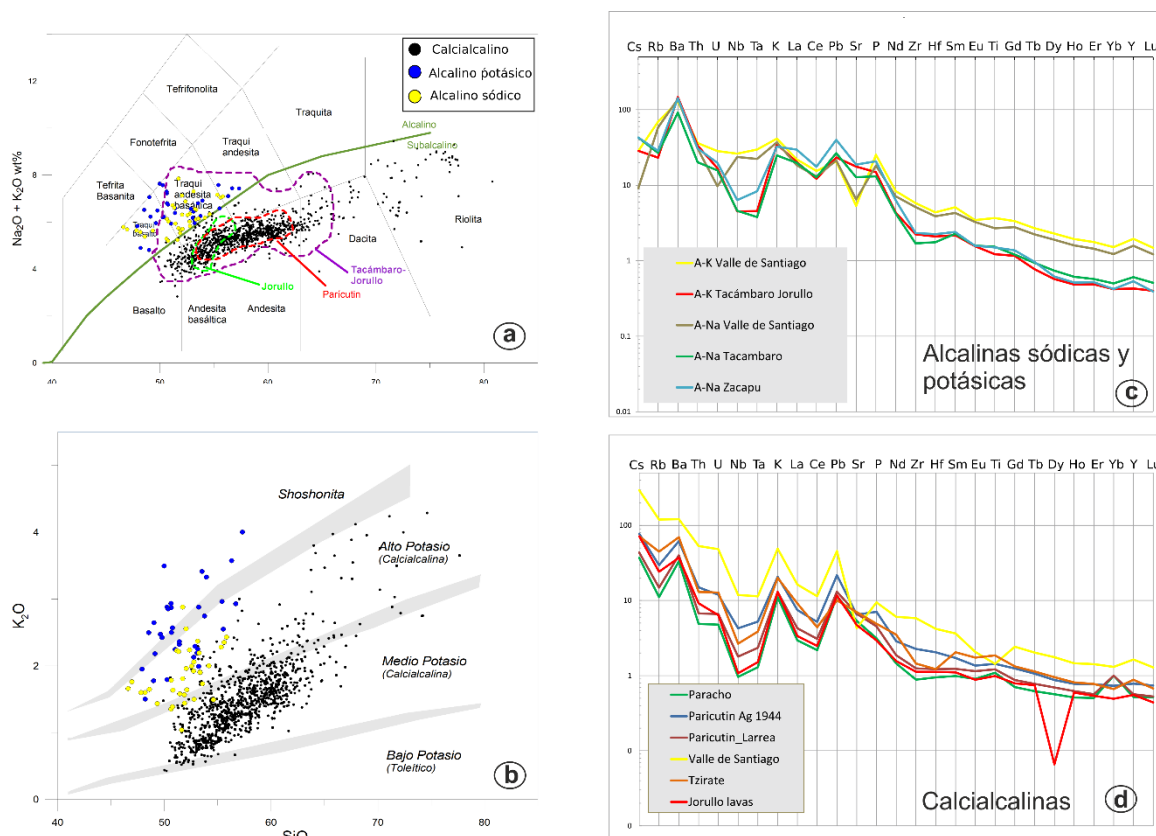 Calcialcalino
Alcalino potásico
Alcalino sódico
Na2O + K2O wt%
12
8
4
0
40
50
60
70
80
Tefrifonolita
Fonotefrita
Tefrita
Basanita
Traqui
andesita
Traquita
Traqui
andesita
basáltica
Traqui
basalto
Alcalino
Subalcalino
Riolita
Dacita
Basalto
Andesita
basáltica
Andesita
Jorullo
Paricutin
Tacámbaro-
Jorullo
a
K2O
4
2
0
40
50
60
70
80
SiO
Shoshonita
Alto Potasio
(Calcialcalina)
Medio Potasio
(Calcialcalina)
Bajo Potasio
(Toleítico)
b
Cs Rb Ba Th U Nb Ta K La Ce Pb Sr P Nd Zr Hf Sm Eu Ti Gd Tb Dy Ho Er Yb Y Lu
100
10
1
0.1
0.01
A-K Valle de Santiago
A-K Tacámbaro Jorullo
A-Na Valle de Santiago
A-Na Tacambaro
A-Na Zacapu
Alcalinas sódicas y
potásicas
c
Cs Rb Ba Th U Nb Ta K La Ce Pb Sr P Nd Zr Hf Sm Eu Ti Gd Tb Dy Ho Er Yb Y Lu
100
10
1
0
0
Paracho
Paricutin Ag 1944
Paricutin_Larrea
Valle de Santiago
Tzirate
Jorullo lavas
Calcialcalinas
d